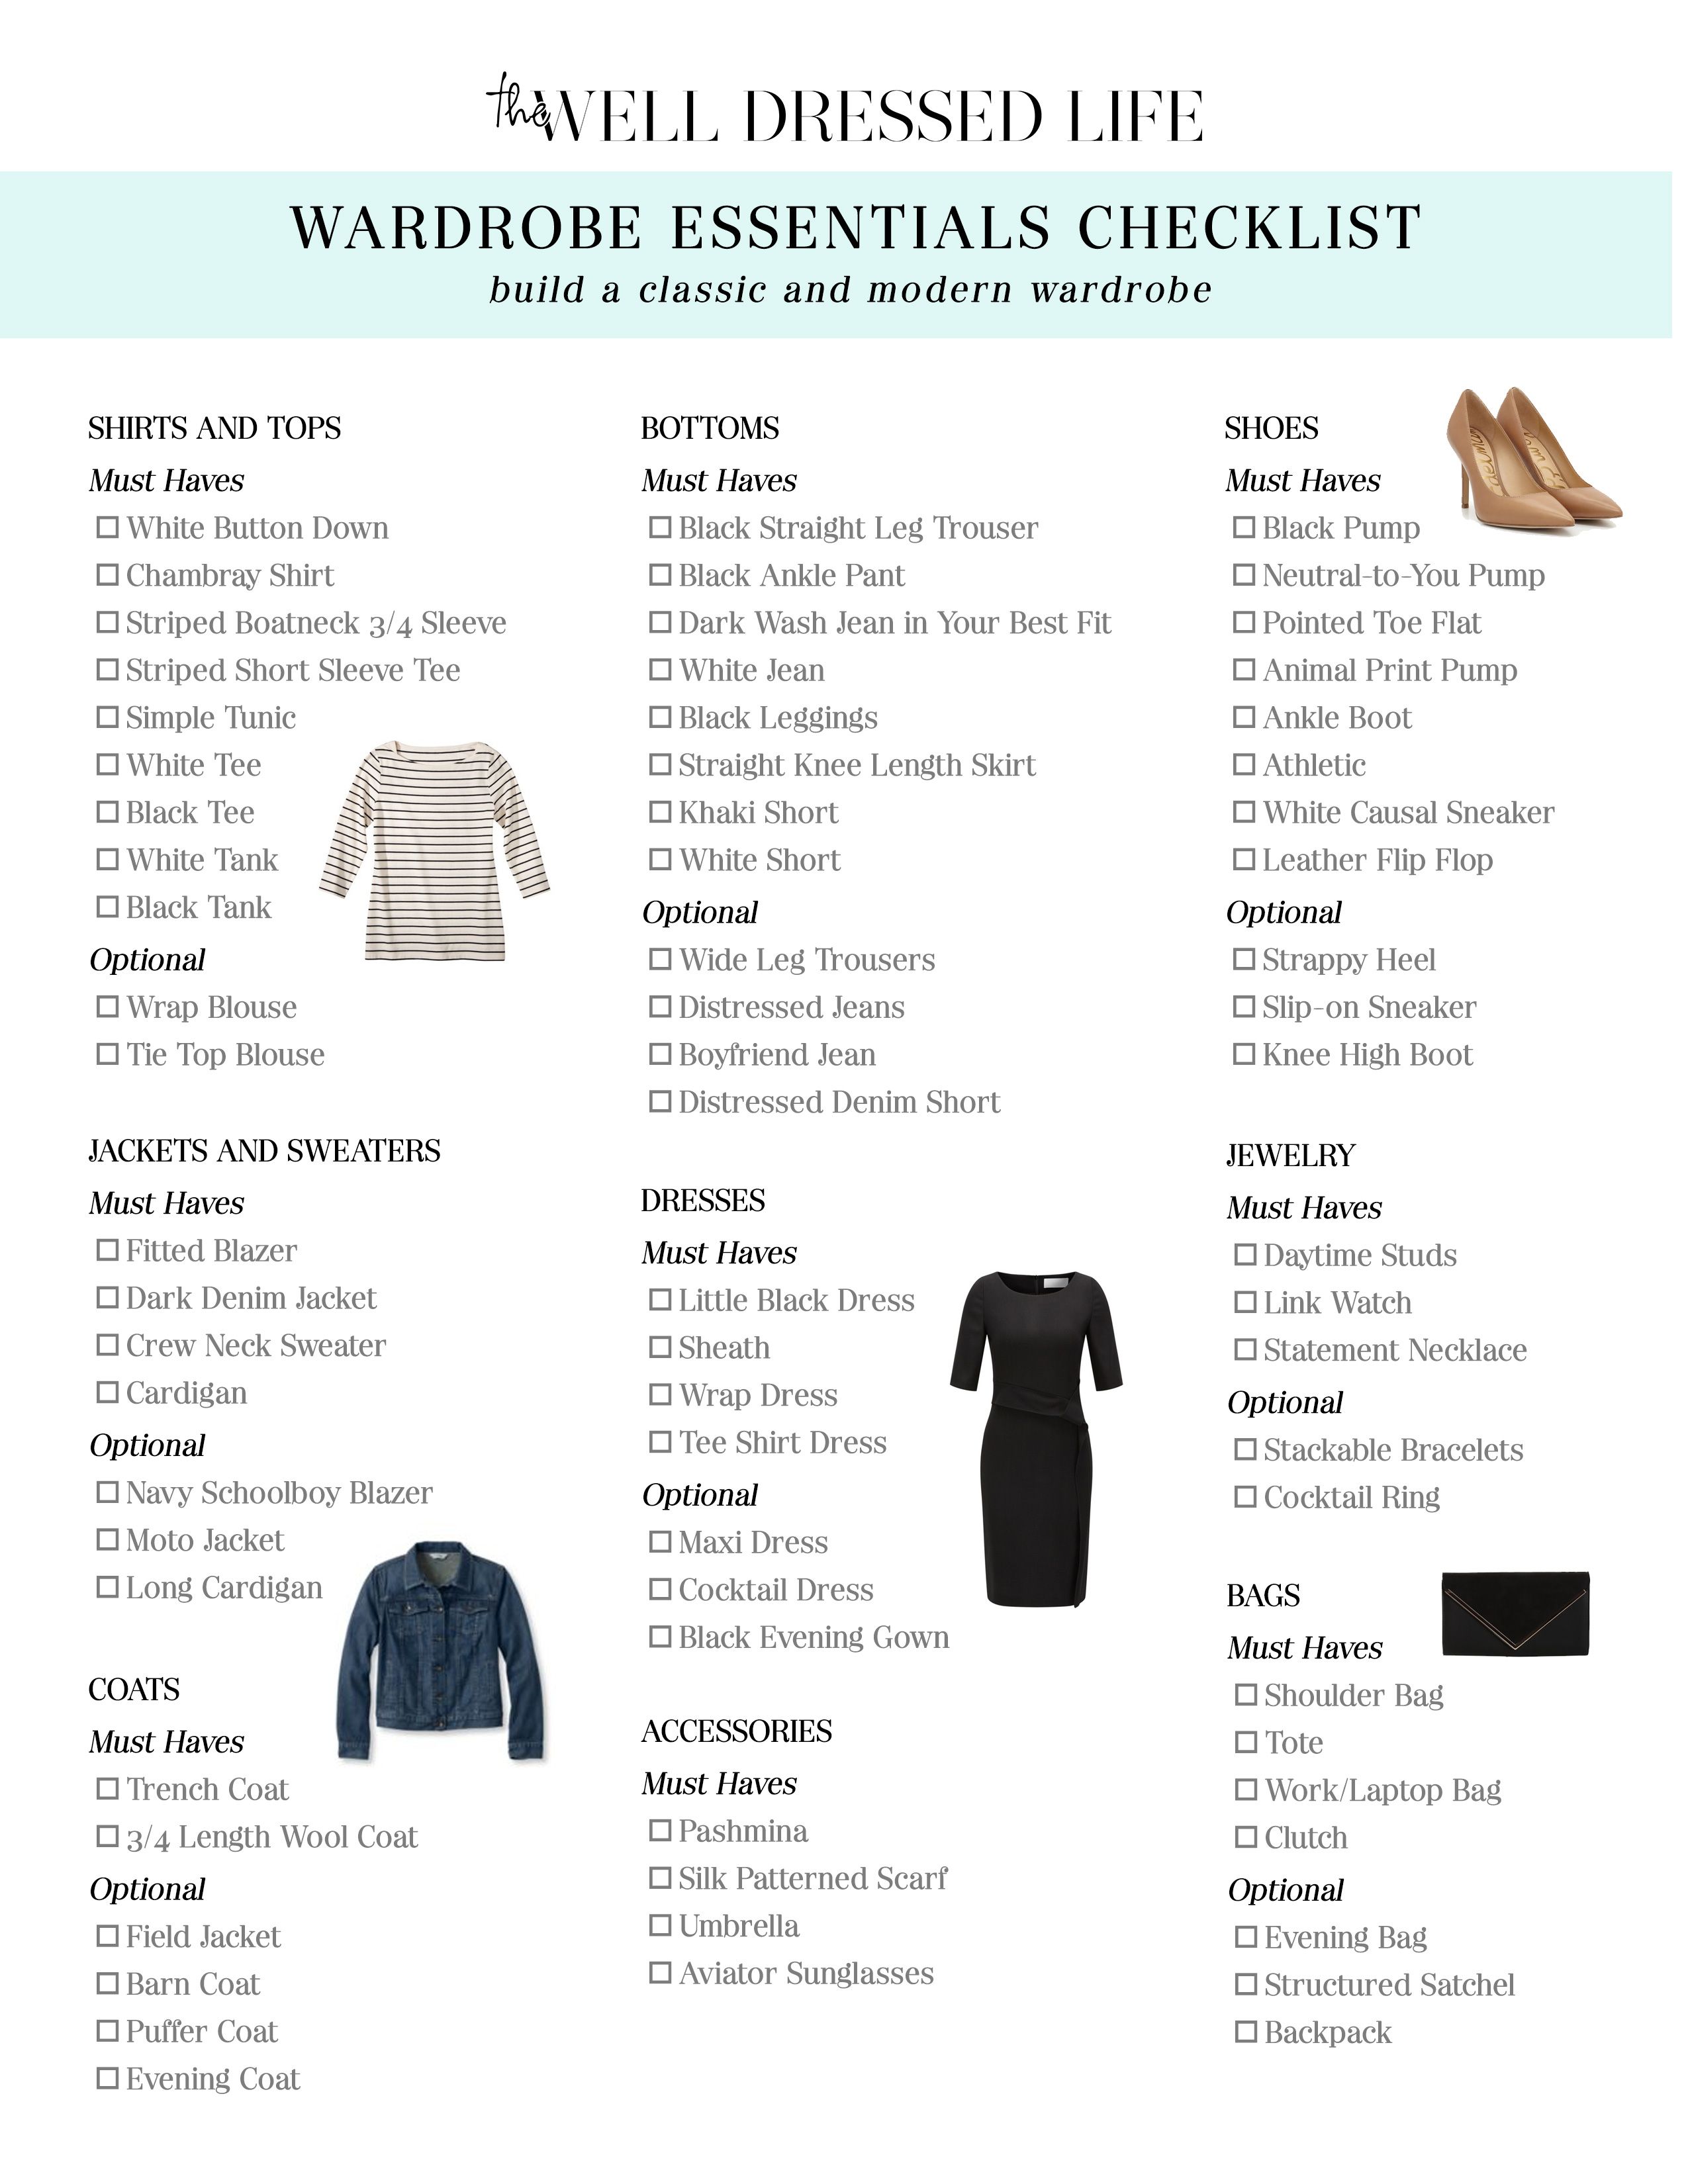 the WELL DRESSED LIFE
WARDROBE ESSENTIALS CHECKLIST
build a classic and modern wardrobe
SHIRTS AND TOPS
Must Haves
White Button Down
Chambray Shirt
Striped Boatneck 3/4 Sleeve
Striped Short Sleeve Tee
Simple Tunic
White Tee
Black Tee
White Tank
Black Tank
Optional
Wrap Blouse
Tie Top Blouse
JACKETS AND SWEATERS
Must Haves
Fitted Blazer
Dark Denim Jacket
Crew Neck Sweater
Cardigan
Optional
Navy Schoolboy Blazer
Moto Jacket
Long Cardigan
COATS
Must Haves
Trench Coat
3/4 Length Wool Coat
Optional
Field Jacket
Barn Coat
Puffer Coat
Evening Coat
BOTTOMS
Must Haves
Black Straight Leg Trouser
Black Ankle Pant
Dark Wash Jean in Your Best Fit
White Jean
Black Leggings
Straight Knee Length Skirt
Khaki Short
White Short
Optional
Wide Leg Trousers
Distressed Jeans
Boyfriend Jean
Distressed Denim Short
DRESSES
Must Haves
Little Black Dress
Sheath
Wrap Dress
Tee Shirt Dress
Optional
Maxi Dress
Cocktail Dress
Black Evening Gown
ACCESSORIES
Must Haves
Pashmina
Silk Patterned Scarf
Umbrella
Aviator Sunglasses
SHOES
Must Haves
Black Pump
Neutral-to-You Pump
Pointed Toe Flat
Animal Print Pump
Ankle Boot
Athletic
White Causal Sneaker
Leather Flip Flop
Optional
Strappy Heel
Slip-on Sneaker
Knee High Boot
JEWELRY
Must Haves
Daytime Studs
Link Watch
Statement Necklace
Optional
Stackable Bracelets
Cocktail Ring
BAGS
Must Haves
Shoulder Bag
Tote
Work/Laptop Bag
Clutch
Optional
Evening Bag
Structured Satchel
Backpack